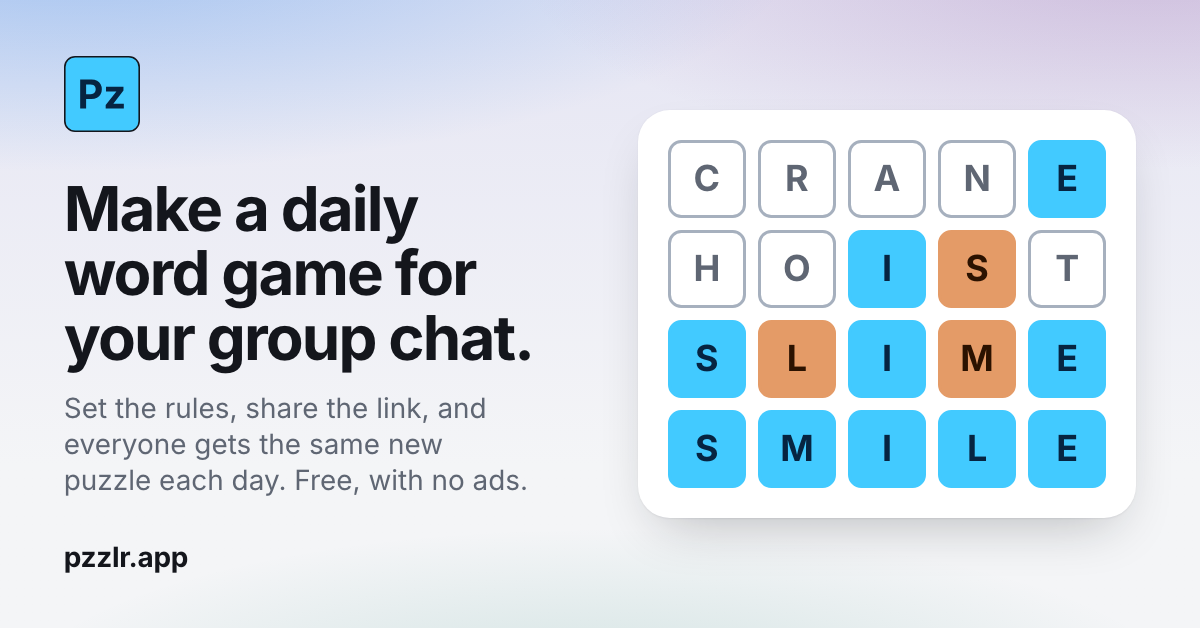 Pz
Make a daily
word game for
your group chat.
Set the rules, share the link, and
everyone gets the same new
puzzle each day. Free, with no ads.
pzzlr.app
C R A N E
H O I S T
S L I M E
S M I L E